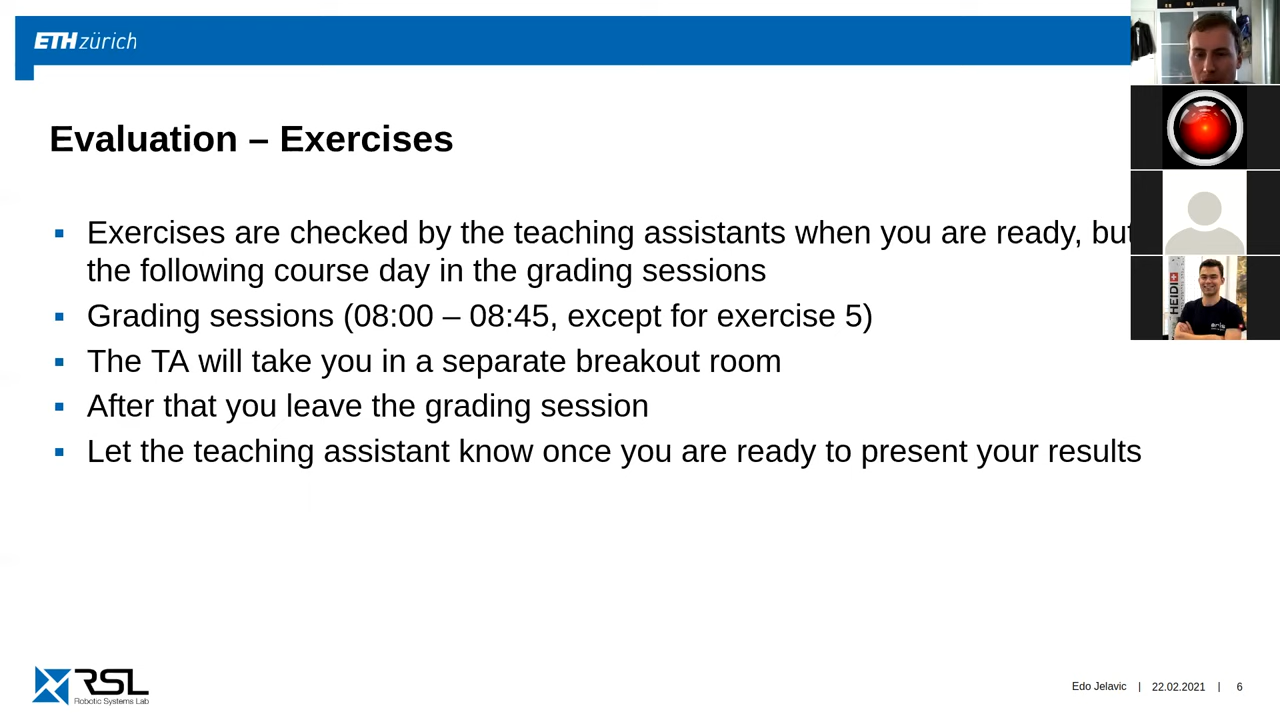 ETH zürich
Evaluation – Exercises
▪ Exercises are checked by the teaching assistants when you are ready, but
the following course day in the grading sessions
▪ Grading sessions (08:00 – 08:45, except for exercise 5)
▪ The TA will take you in a separate breakout room
▪ After that you leave the grading session
▪ Let the teaching assistant know once you are ready to present your results
HEIDI
RSL
Robotic Systems Lab
Edo Jelavic | 22.02.2021 | 6